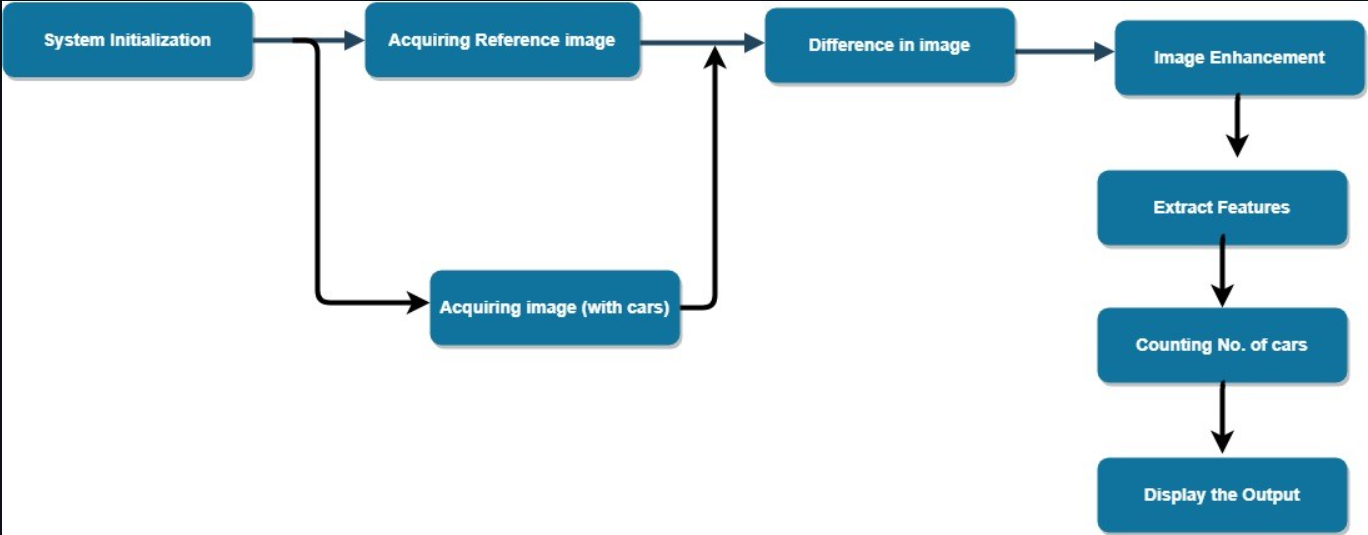 System Initialization
Acquiring Reference image
Difference in image
Image Enhancement
Acquiring image (with cars)
Extract Features
Counting No. of cars
Display the Output